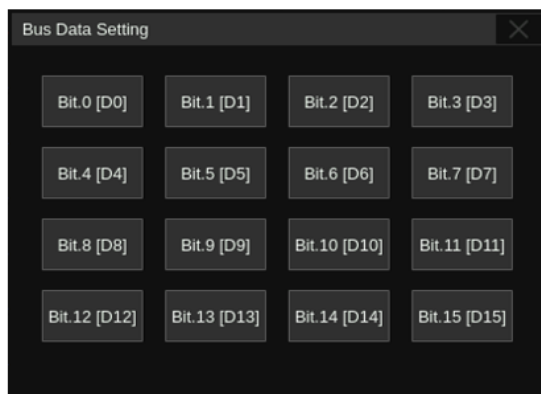 Bus Data Setting
Bit.0 [D0] Bit.1 [D1] Bit.2 [D2] Bit.3 [D3]
Bit.4 [D4] Bit.5 [D5] Bit.6 [D6] Bit.7 [D7]
Bit.8 [D8] Bit.9 [D9] Bit.10 [D10] Bit.11 [D11]
Bit.12 [D12] Bit.13 [D13] Bit.14 [D14] Bit.15 [D15]